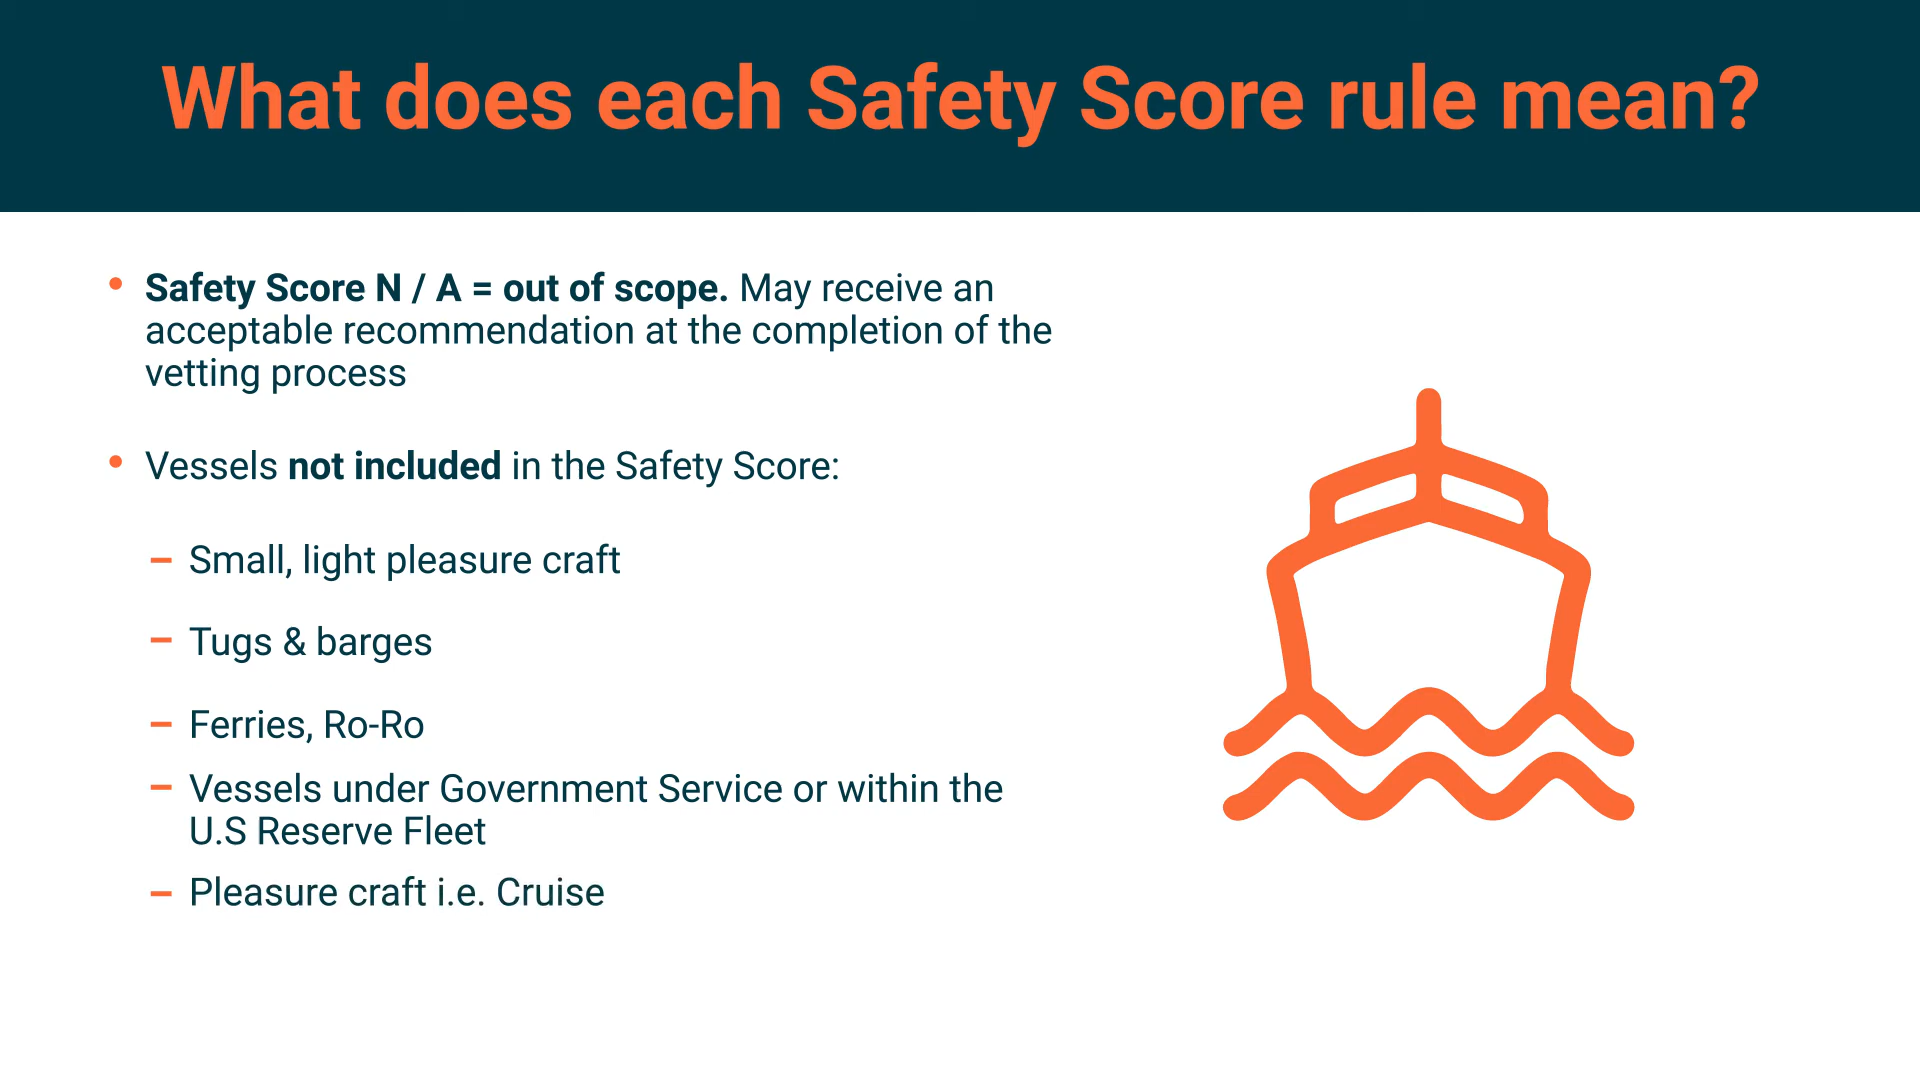 What does each Safety Score rule mean?
• Safety Score N / A = out of scope. May receive an
acceptable recommendation at the completion of the
vetting process
• Vessels not included in the Safety Score:
– Small, light pleasure craft
– Tugs & barges
– Ferries, Ro-Ro
– Vessels under Government Service or within the
U.S Reserve Fleet
– Pleasure craft i.e. Cruise